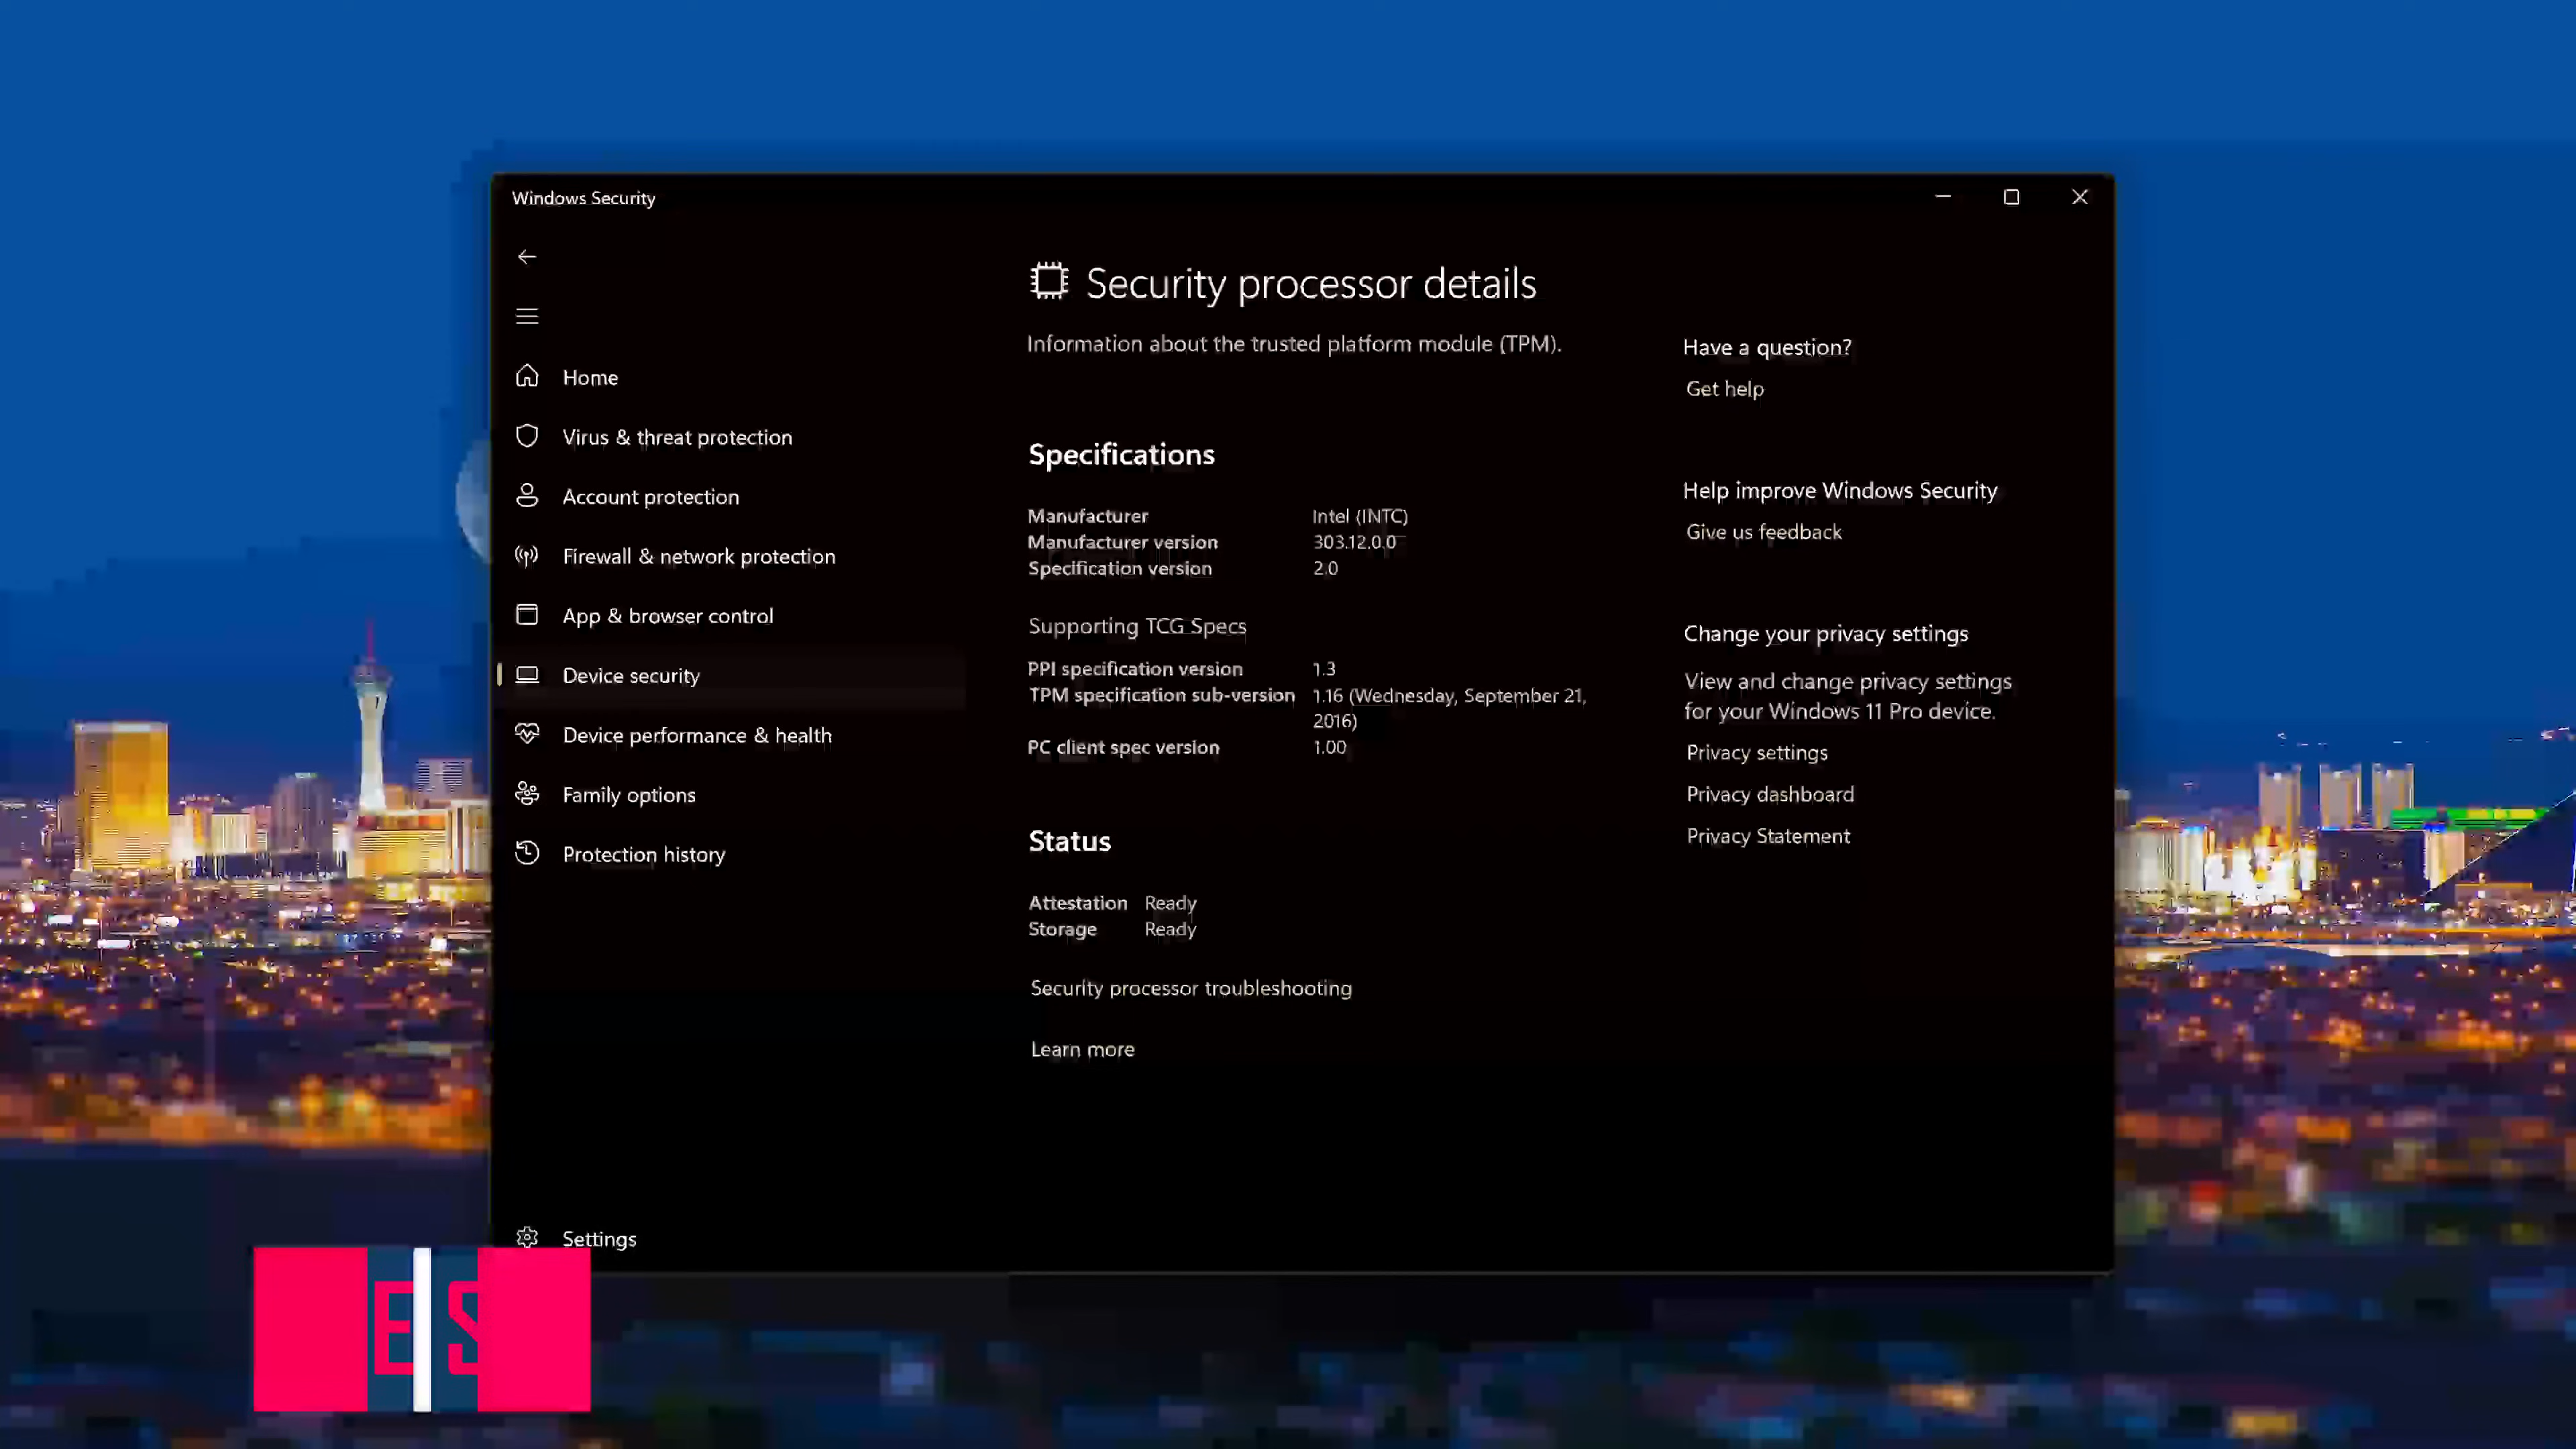 Windows Security
Security processor details
Information about the trusted platform module (TPM).
Home
Virus & threat protection
Account protection
Firewall & network protection
App & browser control
Device security
Device performance & health
Family options
Protection history
Settings
Specifications
Manufacturer Intel (INTC)
Manufacturer version 303.12.0.0
Specification version 2.0
Supporting TCG Specs
PPI specification version 1.3
TPM specification sub-version 1.16 (Wednesday, September 21,
2016)
PC client spec version 1.00
Status
Attestation Ready
Storage Ready
Security processor troubleshooting
Learn more
Have a question?
Get help
Help improve Windows Security
Give us feedback
Change your privacy settings
View and change privacy settings
for your Windows 11 Pro device.
Privacy settings
Privacy dashboard
Privacy Statement